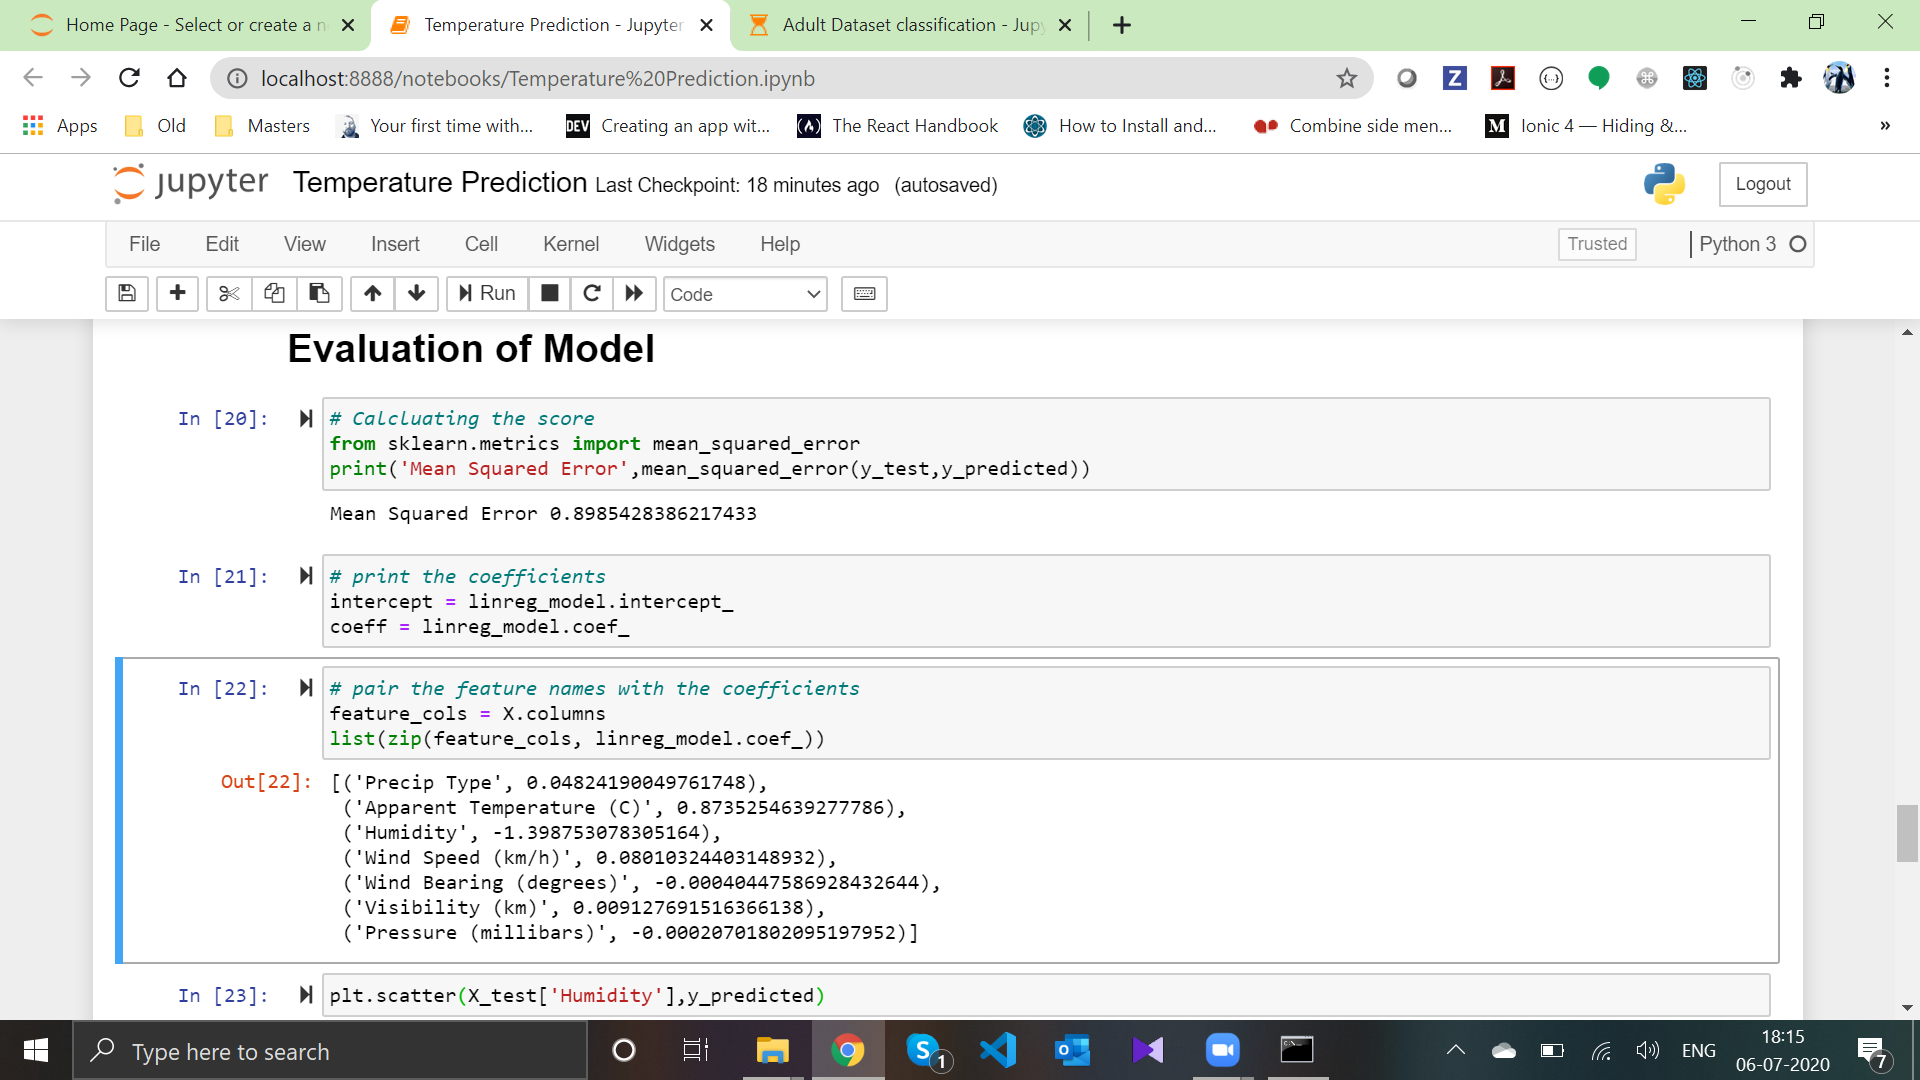 Home Page - Select or create a n
Temperature Prediction - Jupyter
Adult Dataset classification - Jupy
localhost:8888/notebooks/Temperature%20Prediction.ipynb
Apps
Old
Masters
Your first time with...
DEV
Creating an app wit...
The React Handbook
How to Install and...
Combine side men...
Ionic 4 — Hiding &...
»
jupyter
Temperature Prediction Last Checkpoint: 18 minutes ago (autosaved)
Logout
File Edit View Insert Cell Kernel Widgets Help
Trusted
Python 3
Run
Code
Evaluation of Model
In [20]:
# Calcluating the score
from sklearn.metrics import mean_squared_error
print('Mean Squared Error',mean_squared_error(y_test,y_predicted))
Mean Squared Error 0.8985428386217433
In [21]:
# print the coefficients
intercept = linreg_model.intercept_
coeff = linreg_model.coef_
In [22]:
# pair the feature names with the coefficients
feature_cols = X.columns
list(zip(feature_cols, linreg_model.coef_))
Out[22]:
[('Precip Type', 0.04824190049761748),
('Apparent Temperature (C)', 0.8735254639277786),
('Humidity', -1.398753078305164),
('Wind Speed (km/h)', 0.08010324403148932),
('Wind Bearing (degrees)', -0.00040447586928432644),
('Visibility (km)', 0.009127691516366138),
('Pressure (millibars)', -0.00020701802095197952)]
In [23]:
plt.scatter(X_test['Humidity'],y_predicted)
Type here to search
1
ENG
18:15
06-07-2020
7